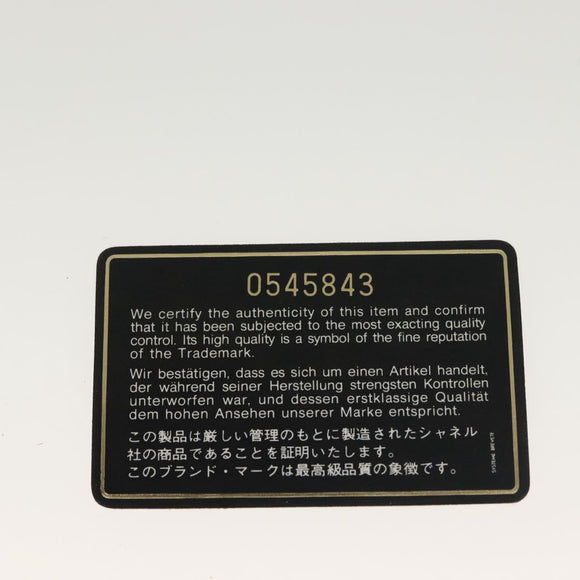 0545843
We certify the authenticity of this item and confirm
that it has been subjected to the most exacting quality
control. Its high quality is a symbol of the fine reputation
of the Trademark.
Wir bestätigen, dass es sich um einen Artikel handelt,
der während seiner Herstellung strengsten Kontrollen
unterworfen war, und dessen erstklassige Qualität
dem hohen Ansehen unserer Marke entspricht.
この製品は厳しい管理のもとに製造されたシャネル
社の商品であることを証明いたします。
このブランド・マークは最高級品質の象徴です。
SYSTEME BREVETE